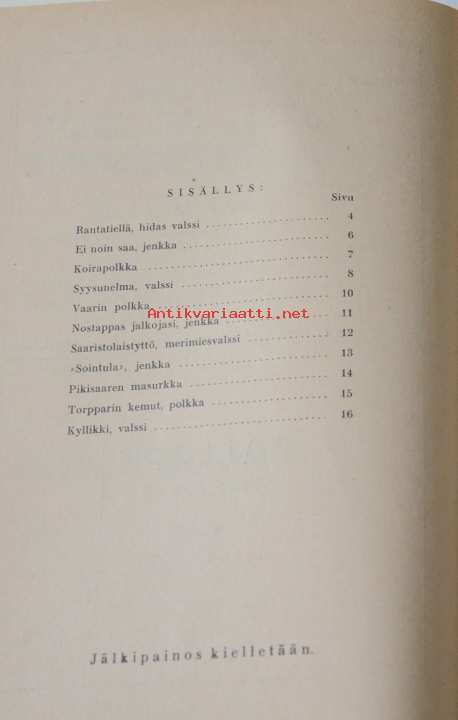 SISÄLLYS:
Sivu
Rantatiellä, hidas valssi 4
Ei noin saa, jenkka 6
Koirapolkka 7
Syysunelma, valssi 8
Vaarin polkka 10
Antikvariaatti.net
Nostappas jalkojasi, jenkka 11
Saaristolaistyttö, merimiesvalssi 12
»Sointula», jenkka 13
Pikisaaren masurkka 14
Torpparin kemut, polkka 15
Kyllikki, valssi 16
Jälkipainos kielletään.